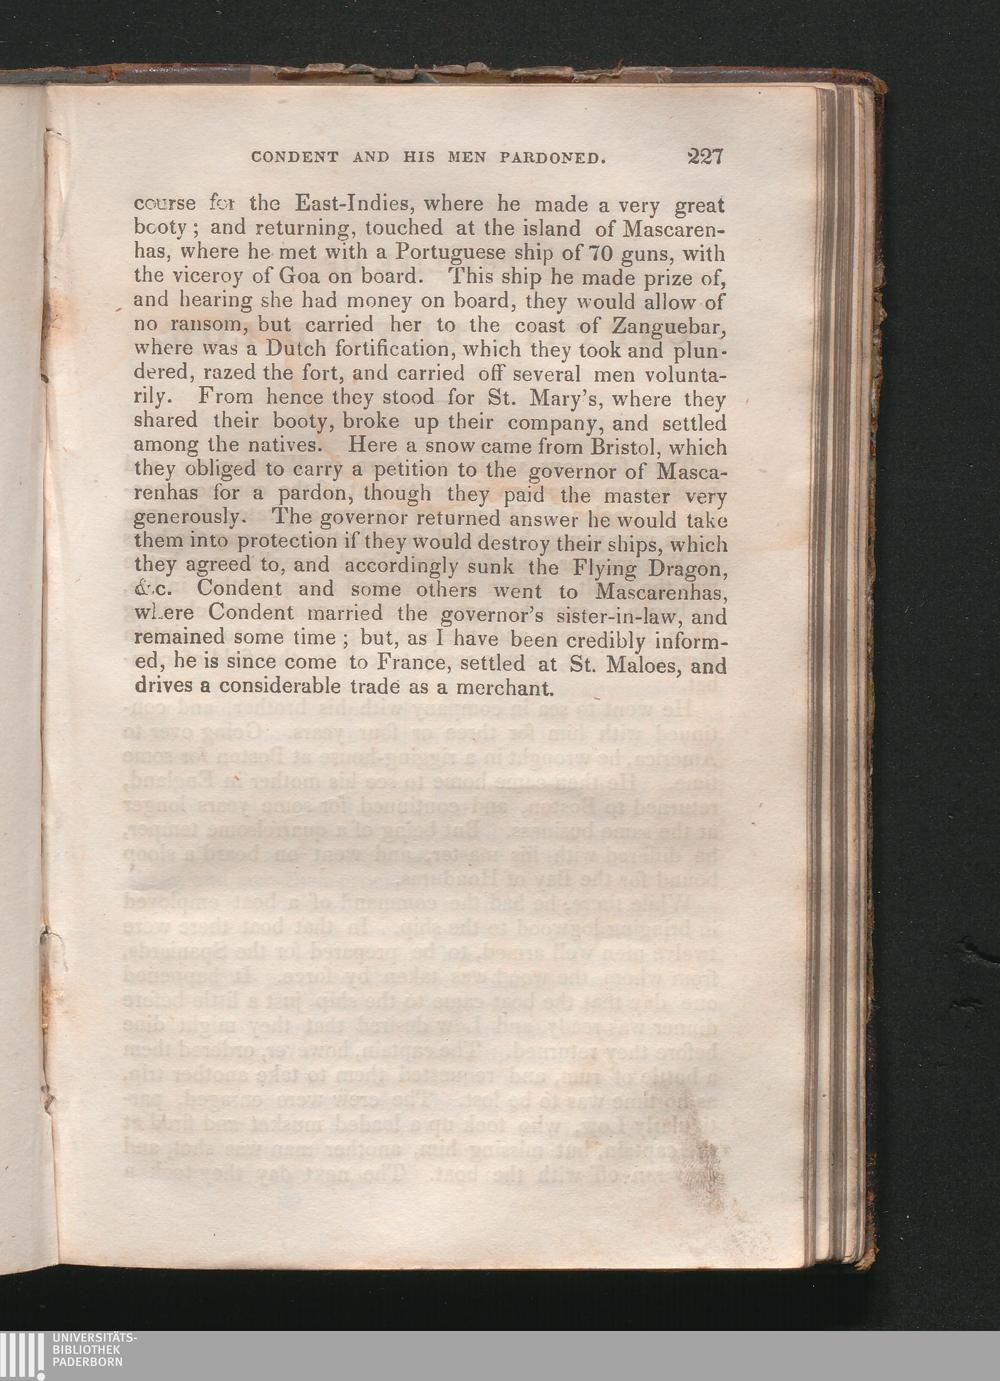 CONDENT AND HIS MEN PARDONED. 227
course for the East-Indies, where he made a very great
booty ; and returning, touched at the island of Mascaren-
has, where he met with a Portuguese ship of 70 guns, with
the viceroy of Goa on board. This ship he made prize of,
and hearing she had money on board, they would allow of
no ransom, but carried her to the coast of Zanguebar,
where was a Dutch fortification, which they took and plun-
dered, razed the fort, and carried off several men volunta-
rily. From hence they stood for St. Mary's, where they
shared their booty, broke up their company, and settled
among the natives. Here a snow came from Bristol, which
they obliged to carry a petition to the governor of Masca-
renhas for a pardon, though they paid the master very
generously. The governor returned answer he would take
them into protection if they would destroy their ships, which
they agreed to, and accordingly sunk the Flying Dragon,
&c. Condent and some others went to Mascarenhas,
where Condent married the governor's sister-in-law, and
remained some time ; but, as I have been credibly inform-
ed, he is since come to France, settled at St. Maloes, and
drives a considerable trade as a merchant.
UNIVERSITÄTS-
BIBLIOTHEK
PADERBORN